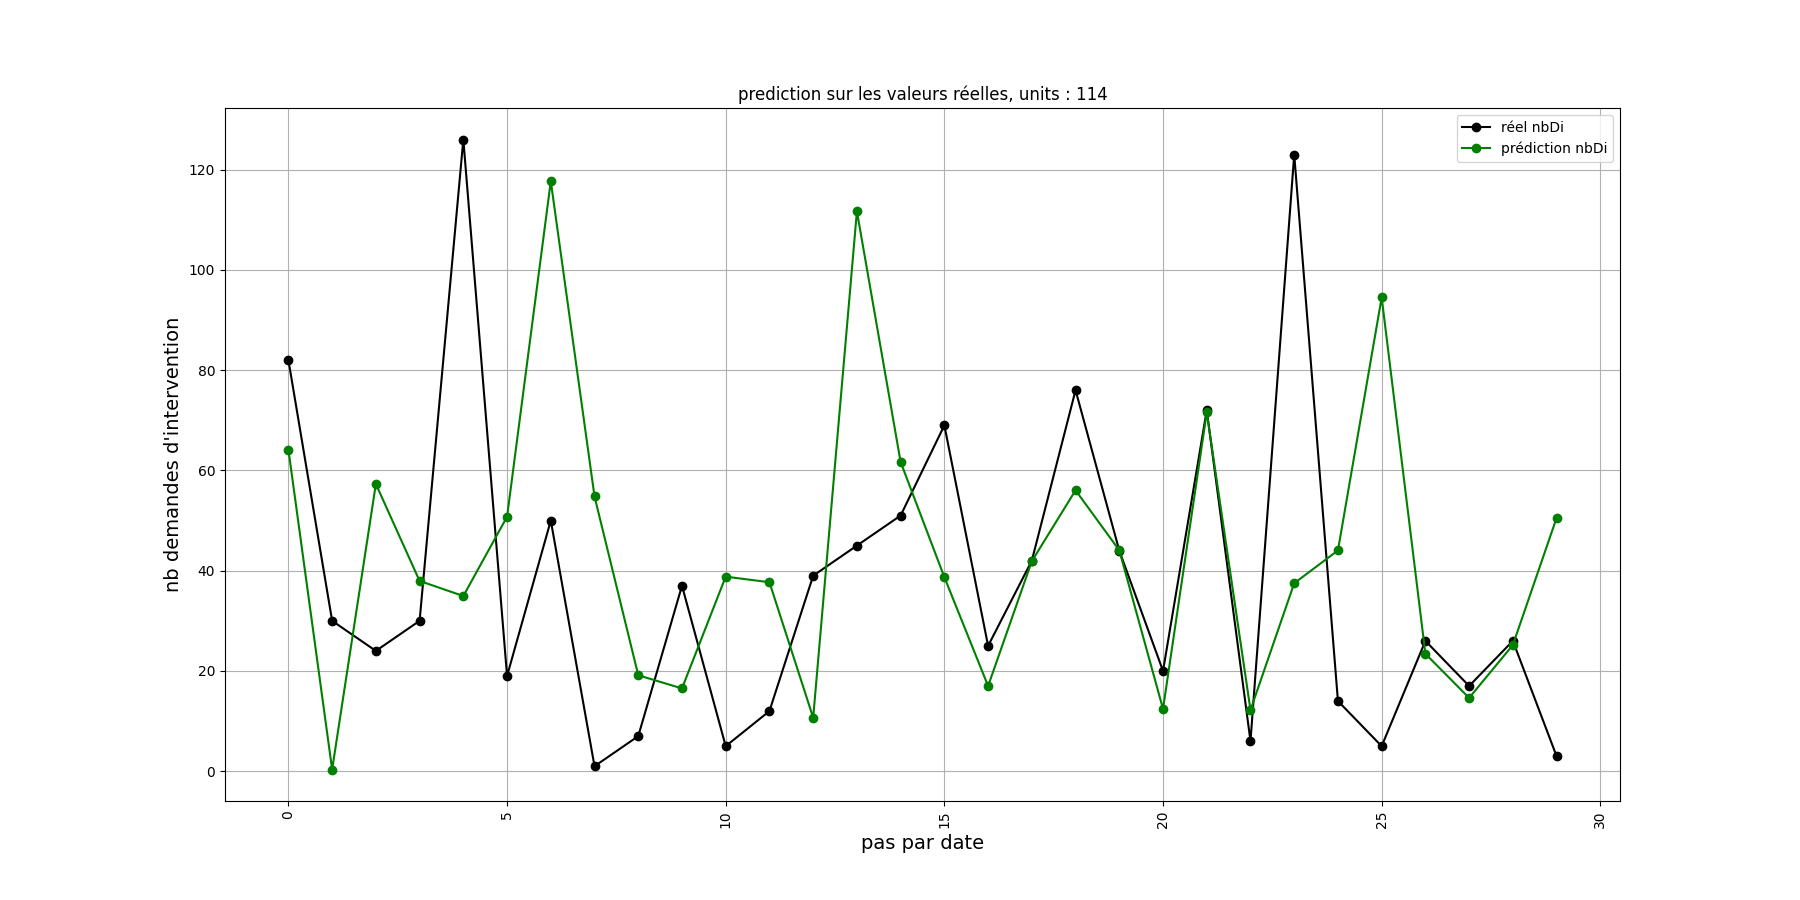 prediction sur les valeurs réelles, units : 114
réel nbDi
prédiction nbDi
nb demandes d'intervention
120
100
80
60
40
20
0
0
5
10
15
20
25
30
pas par date